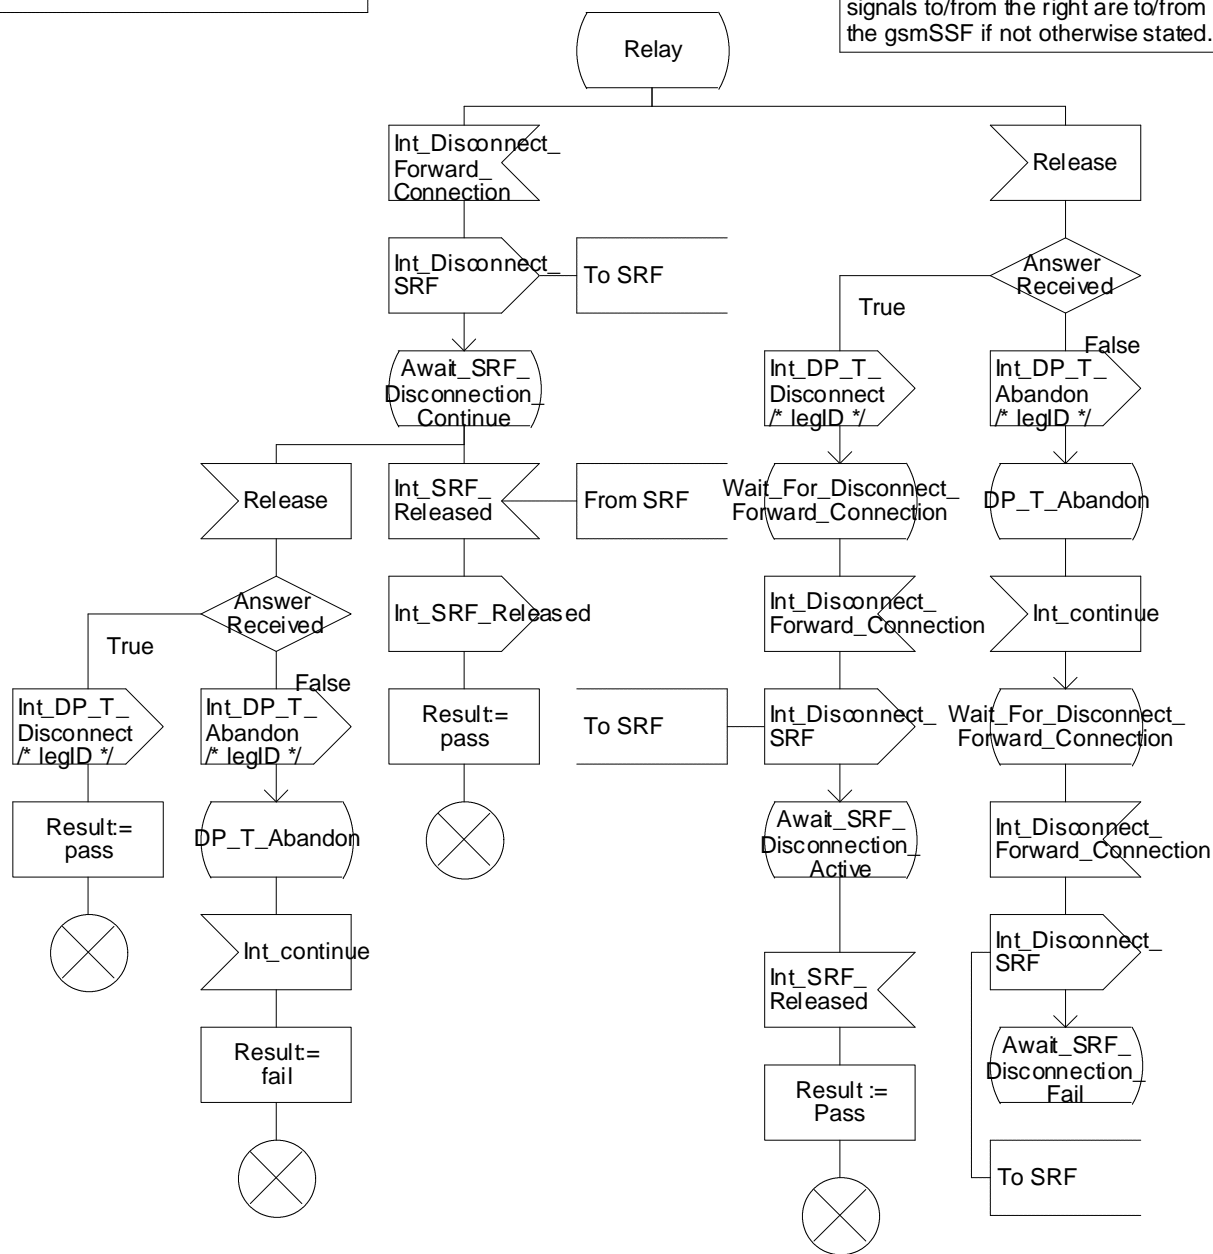 signals to/from the right are to/from
the gsmSSF if not otherwise stated.
Relay
Int_Disconnect_
Forward_
Connection
Release
Int_Disconnect_
SRF
To SRF
Answer
Received
True
False
Await_SRF_
Disconnection_
Continue
Int_DP_T_
Disconnect
/* legID */
Int_DP_T_
Abandon
/* legID */
Release
Int_SRF_
Released
From SRF
Wait_For_Disconnect_
Forward_Connection
DP_T_Abandon
Answer
Received
True
False
Int_SRF_Released
Int_Disconnect_
Forward_Connection
Int_continue
Int_DP_T_
Disconnect
/* legID */
Int_DP_T_
Abandon
/* legID */
Result:=
pass
To SRF
Int_Disconnect_
SRF
Wait_For_Disconnect_
Forward_Connection
Result:=
pass
DP_T_Abandon
Await_SRF_
Disconnection_
Active
Int_Disconnect_
Forward_Connection
Int_continue
Int_SRF_
Released
Int_Disconnect_
SRF
Result:=
fail
Result :=
Pass
Await_SRF_
Disconnection_
Fail
To SRF